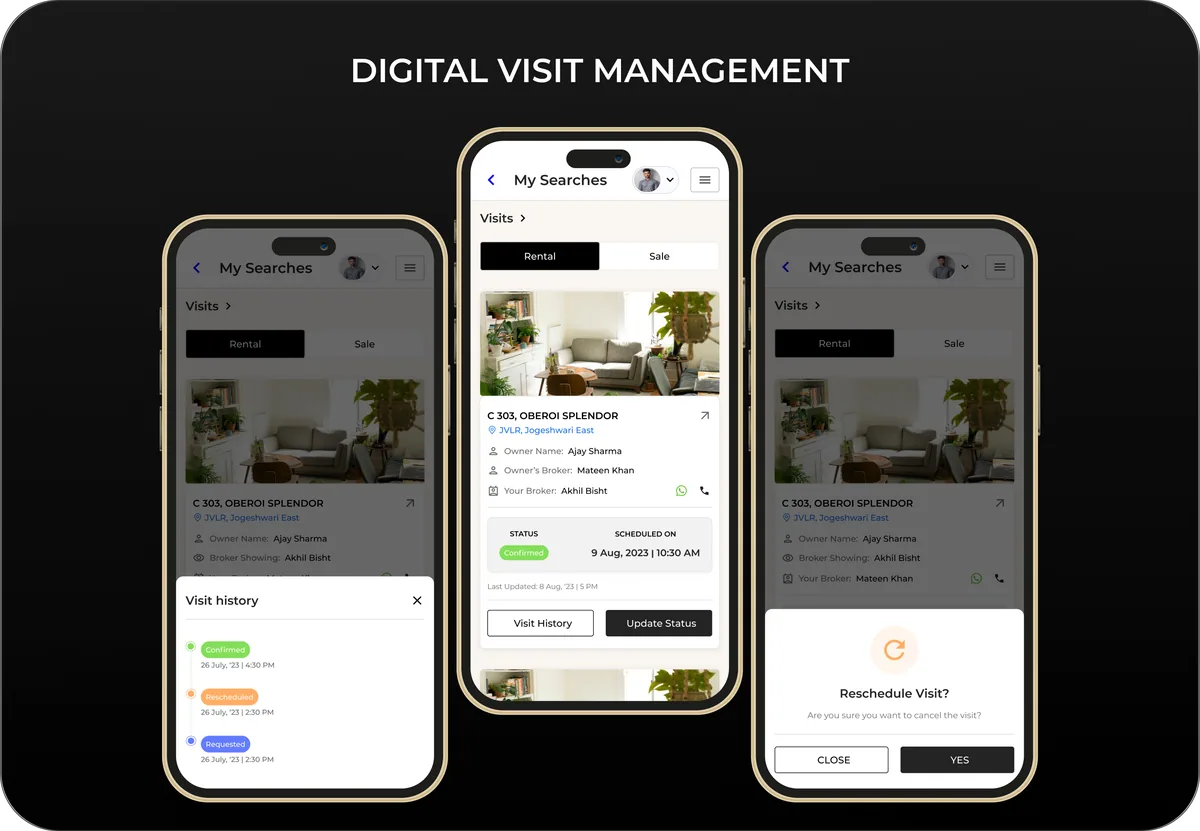 DIGITAL VISIT MANAGEMENT
My Searches
Visits
Rental
Sale
C 303, OBEROI SPLENDOR
JVLR, Jogeshwari East
Owner Name: Ajay Sharma
Broker Showing: Akhil Bisht
Visit history
Confirmed
26 July, '23 | 4:30 PM
Rescheduled
26 July, '23 | 2:30 PM
Requested
26 July, '23 | 2:30 PM
My Searches
Visits
Rental
Sale
C 303, OBEROI SPLENDOR
JVLR, Jogeshwari East
Owner Name: Ajay Sharma
Owner's Broker: Mateen Khan
Your Broker: Akhil Bisht
STATUS
SCHEDULED ON
Confirmed
9 Aug, 2023 | 10:30 AM
Last Updated: 8 Aug, '23 | 5 PM
Visit History
Update Status
My Searches
Visits
Rental
Sale
C 303, OBEROI SPLENDOR
JVLR, Jogeshwari East
Owner Name: Ajay Sharma
Broker Showing: Akhil Bisht
Your Broker: Mateen Khan
Reschedule Visit?
Are you sure you want to cancel the visit?
CLOSE
YES